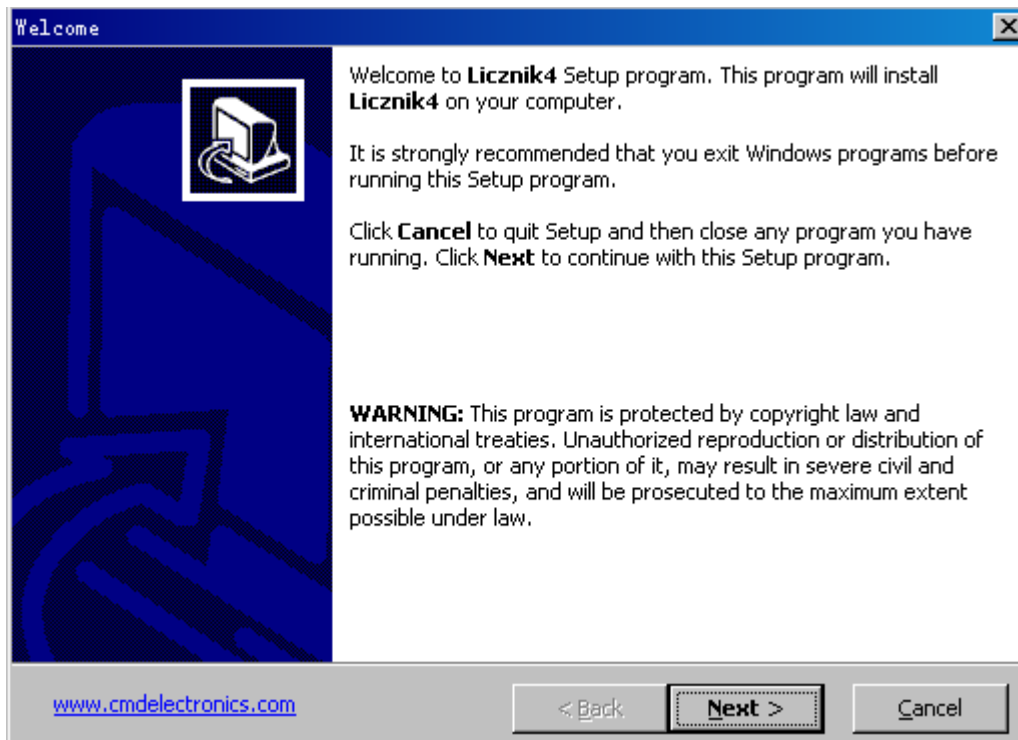 Welcome
Welcome to Licznik4 Setup program. This program will install
Licznik4 on your computer.
It is strongly recommended that you exit Windows programs before
running this Setup program.
Click Cancel to quit Setup and then close any program you have
running. Click Next to continue with this Setup program.
WARNING: This program is protected by copyright law and
international treaties. Unauthorized reproduction or distribution of
this program, or any portion of it, may result in severe civil and
criminal penalties, and will be prosecuted to the maximum extent
possible under law.
www.cmdelectronics.com
< Back
Next >
Cancel